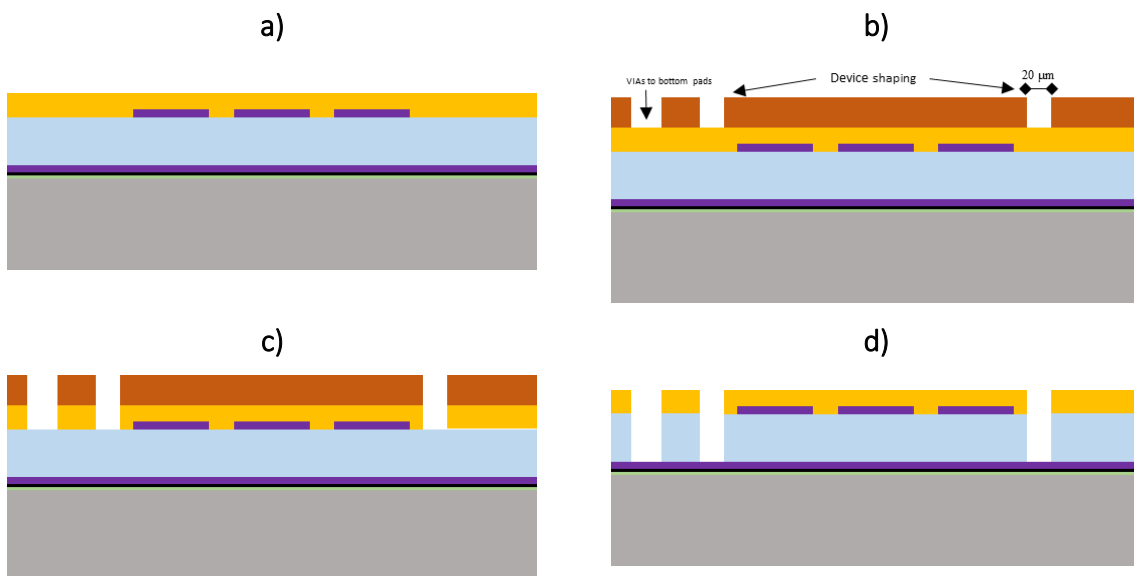 a)
b)
VIAs to bottom pads
Device shaping
20 μm
c)
d)